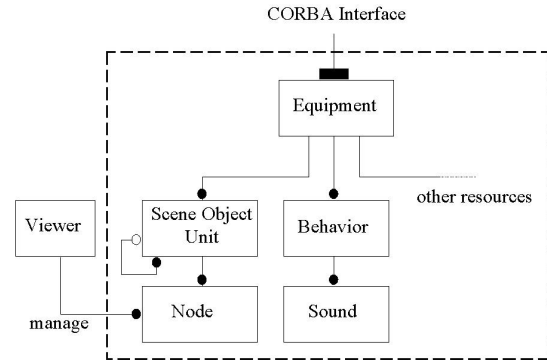 CORBA Interface
Equipment
other resources
Viewer
Scene Object
Unit
Behavior
manage
Node
Sound